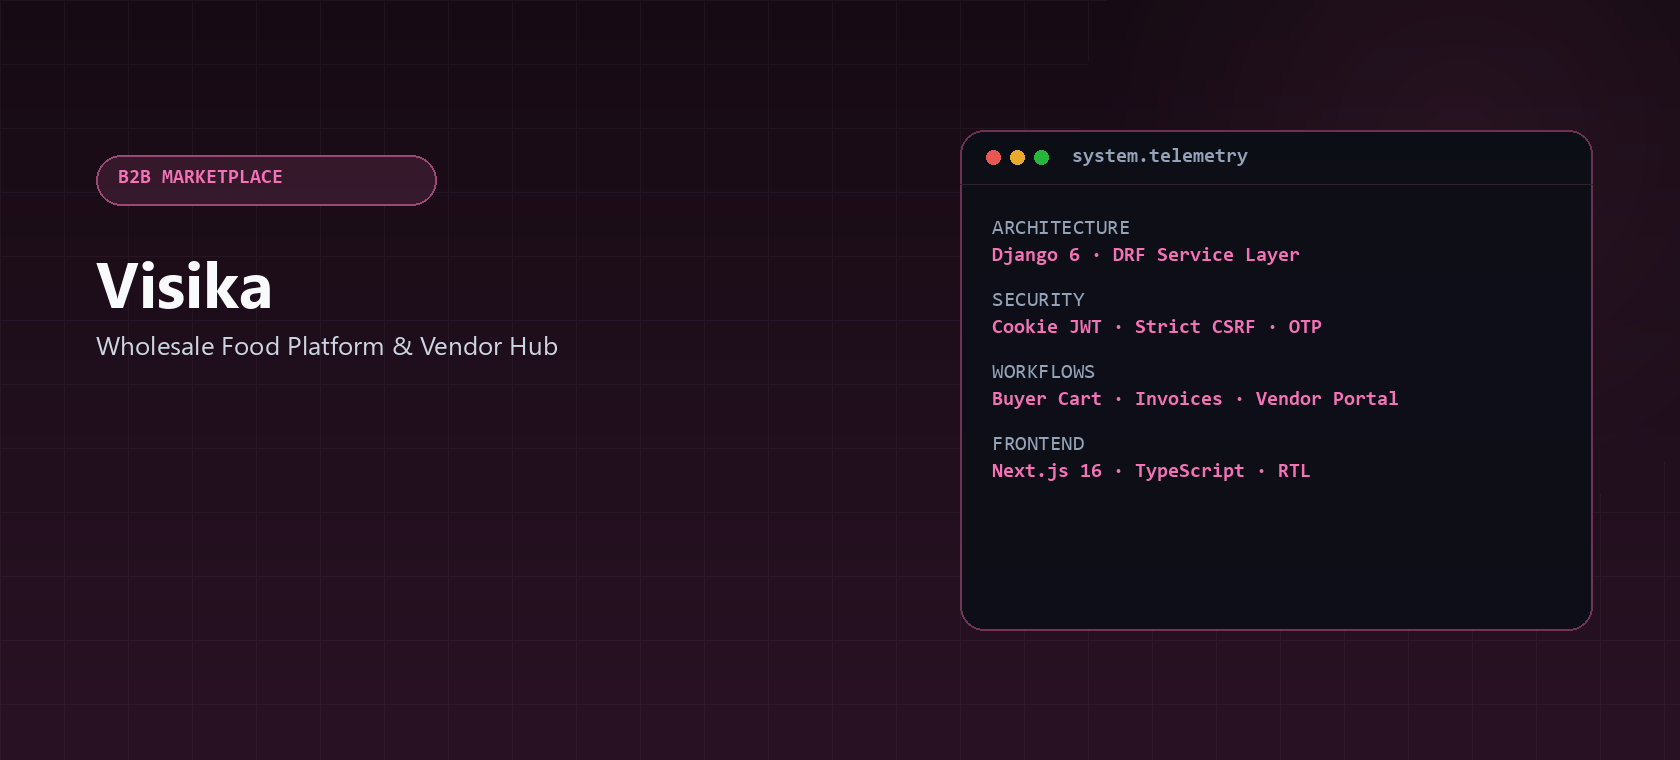 B2B MARKETPLACE
Visika
Wholesale Food Platform & Vendor Hub
system.telemetry
ARCHITECTURE
Django 6 · DRF Service Layer
SECURITY
Cookie JWT · Strict CSRF · OTP
WORKFLOWS
Buyer Cart · Invoices · Vendor Portal
FRONTEND
Next.js 16 · TypeScript · RTL